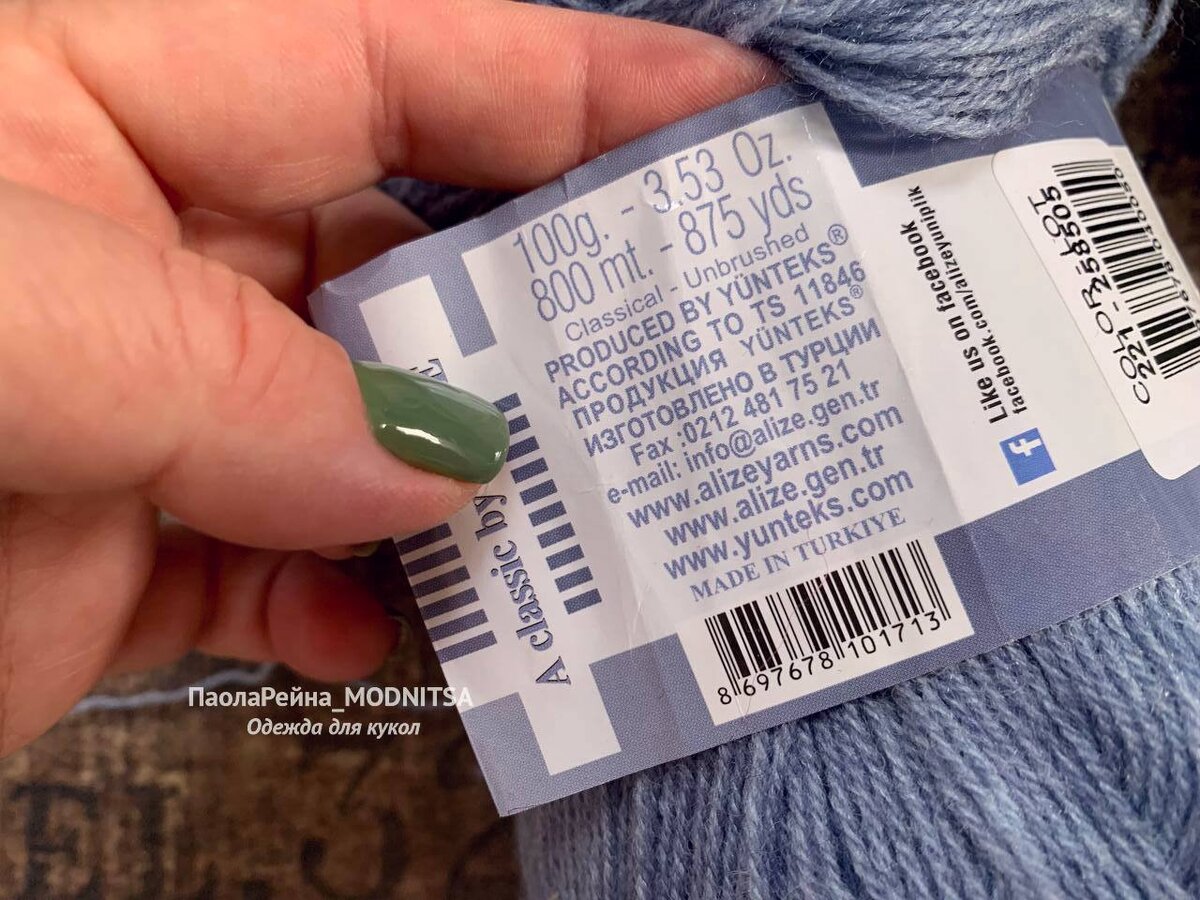 100g. - 3.53 Oz.
800 mt. - 875 yds
Classical - Unbrushed
PRODUCED BY YÜNTEKS®
ACCORDING TO TS 11846
ПРОДУКЦИЯ YÜNTEKS®
ИЗГОТОВЛЕНО В ТУРЦИИ
Fax :0212 481 75 21
e-mail: info@alize.gen.tr
www.alizeyarns.com
www.alize.gen.tr
www.yunteks.com
MADE IN TURKIYE
8 697678 101713
A classic by
Like us on facebook
facebook.com/alizeyunipiik
f
COLOR-LOT
221 - 258505
ПаолаРейна_MODNITSA
Одежда для кукол